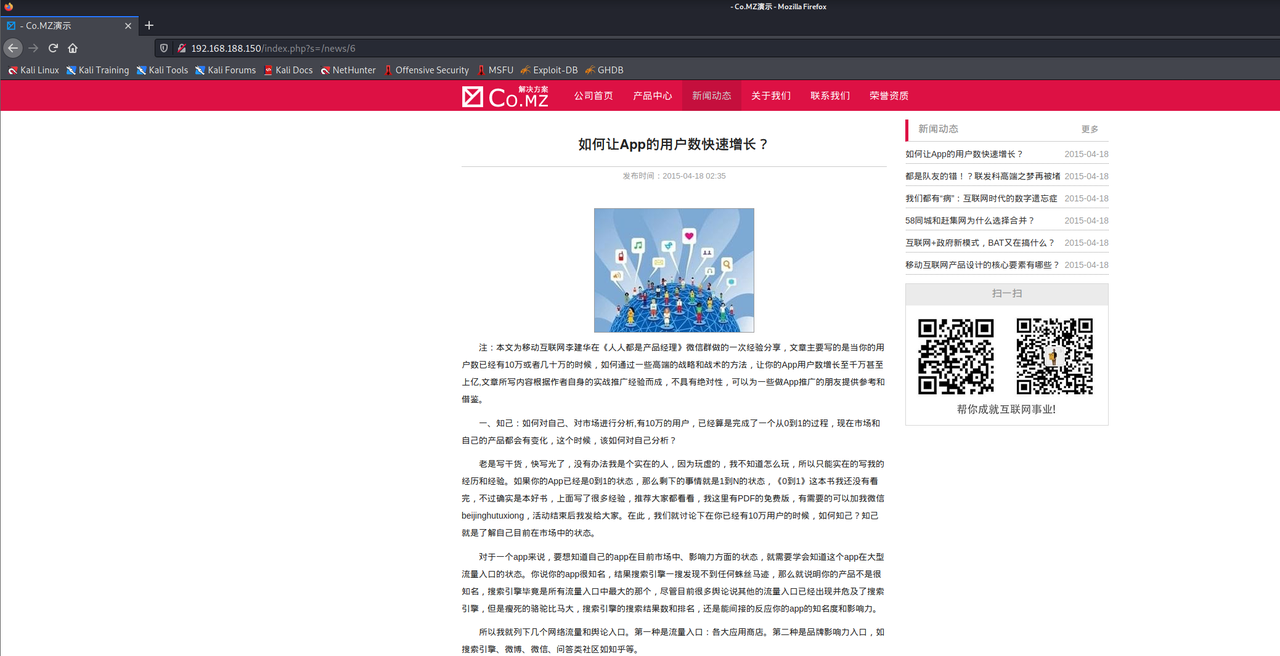 - Co.MZ演示 - Mozilla Firefox
- Co.MZ演示
192.168.188.150/index.php?s=/news/6
Kali Linux Kali Training Kali Tools Kali Forums Kali Docs NetHunter Offensive Security MSFU Exploit-DB GHDB
解决方案
Co.MZ 公司首页 产品中心 新闻动态 关于我们 联系我们 荣誉资质
如何让App的用户数快速增长？
发布时间：2015-04-18 02:35
注：本文为移动互联网李建华在《人人都是产品经理》微信群做的一次经验分享，文章主要写的是当你的用
户数已经有10万或者几十万的时候，如何通过一些高端的战略和战术的方法，让你的App用户数增长至千万甚至
上亿,文章所写内容根据作者自身的实战推广经验而成，不具有绝对性，可以为一些做App推广的朋友提供参考和
借鉴。
一、知己：如何对自己、对市场进行分析,有10万的用户，已经算是完成了一个从0到1的过程，现在市场和
自己的产品都会有变化，这个时候，该如何对自己分析？
老是写干货，快写光了，没有办法我是个实在的人，因为玩虚的，我不知道怎么玩，所以只能实在的写我的
经历和经验。如果你的App已经是0到1的状态，那么剩下的事情就是1到N的状态，《0到1》这本书我还没有看
完，不过确实是本好书，上面写了很多经验，推荐大家都看看，我这里有PDF的免费版，有需要的可以加我微信
beijinghutuxiong，活动结束后我发给大家。在此，我们就讨论下在你已经有10万用户的时候，如何知己？知己
就是了解自己目前在市场中的状态。
对于一个app来说，要想知道自己的app在目前市场中、影响力方面的状态，就需要学会知道这个app在大型
流量入口的状态。你说你的app很知名，结果搜索引擎一搜发现不到任何蛛丝马迹，那么就说明你的产品不是很
知名，搜索引擎毕竟是所有流量入口中最大的那个，尽管目前很多舆论说其他的流量入口已经出现并危及了搜索
引擎，但是瘦死的骆驼比马大，搜索引擎的搜索结果数和排名，还是能间接的反应你的app的知名度和影响力。
所以我就列下几个网络流量和舆论入口。第一种是流量入口：各大应用商店。第二种是品牌影响力入口，如
搜索引擎、微博、微信、问答类社区如知乎等。
新闻动态 更多
如何让App的用户数快速增长？ 2015-04-18
都是队友的错！？联发科高端之梦再被堵 2015-04-18
我们都有“病”：互联网时代的数字遗忘症 2015-04-18
58同城和赶集网为什么选择合并？ 2015-04-18
互联网+政府新模式，BAT又在搞什么？ 2015-04-18
移动互联网产品设计的核心要素有哪些？ 2015-04-18
扫一扫
帮你成就互联网事业!